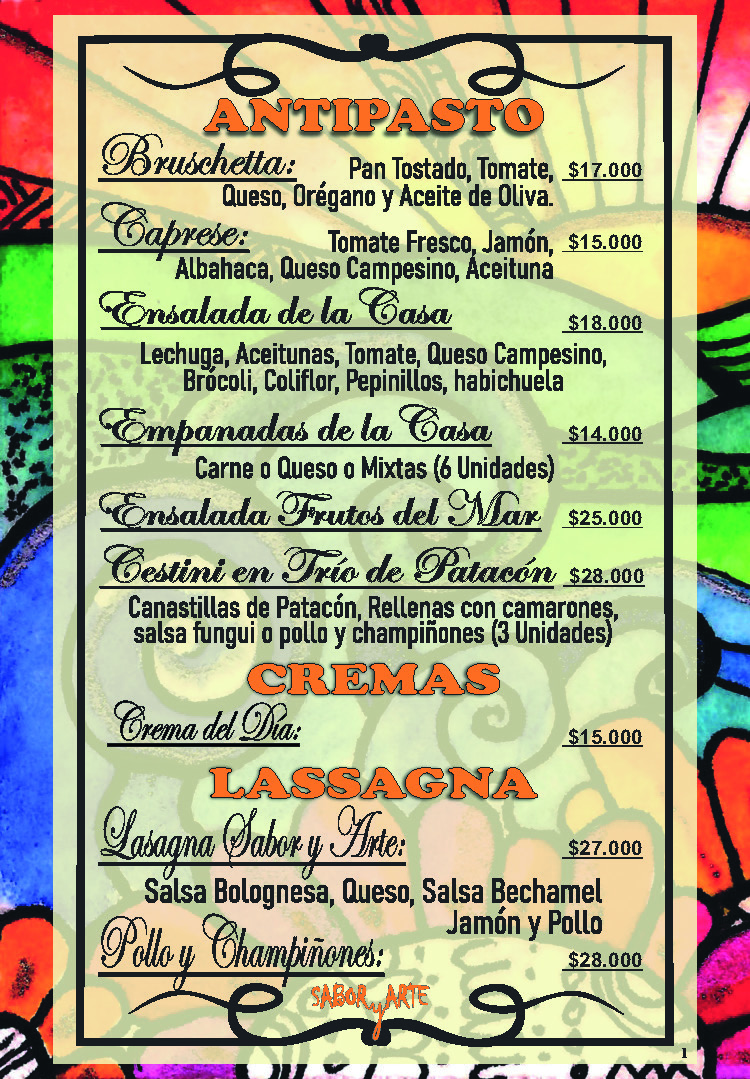 ANTIPASTO
Bruschetta: Pan Tostado, Tomate, $17.000
Queso, Orégano y Aceite de Oliva.
Caprese: Tomate Fresco, Jamón, $15.000
Albahaca, Queso Campesino, Aceituna
Ensalada de la Casa $18.000
Lechuga, Aceitunas, Tomate, Queso Campesino,
Brócoli, Coliflor, Pepinillos, habichuela
Empanadas de la Casa $14.000
Carne o Queso o Mixtas (6 Unidades)
Ensalada Frutos del Mar $25.000
Cestini en Trío de Patacón $28.000
Canastillas de Patacón, Rellenas con camarones,
salsa fungui o pollo y champiñones (3 Unidades)
CREMAS
Crema del Día: $15.000
LASSAGNA
Lasagna Sabor y Arte: $27.000
Salsa Bolognesa, Queso, Salsa Bechamel
Jamón y Pollo
Pollo y Champiñones: $28.000
SABOR y ARTE
1